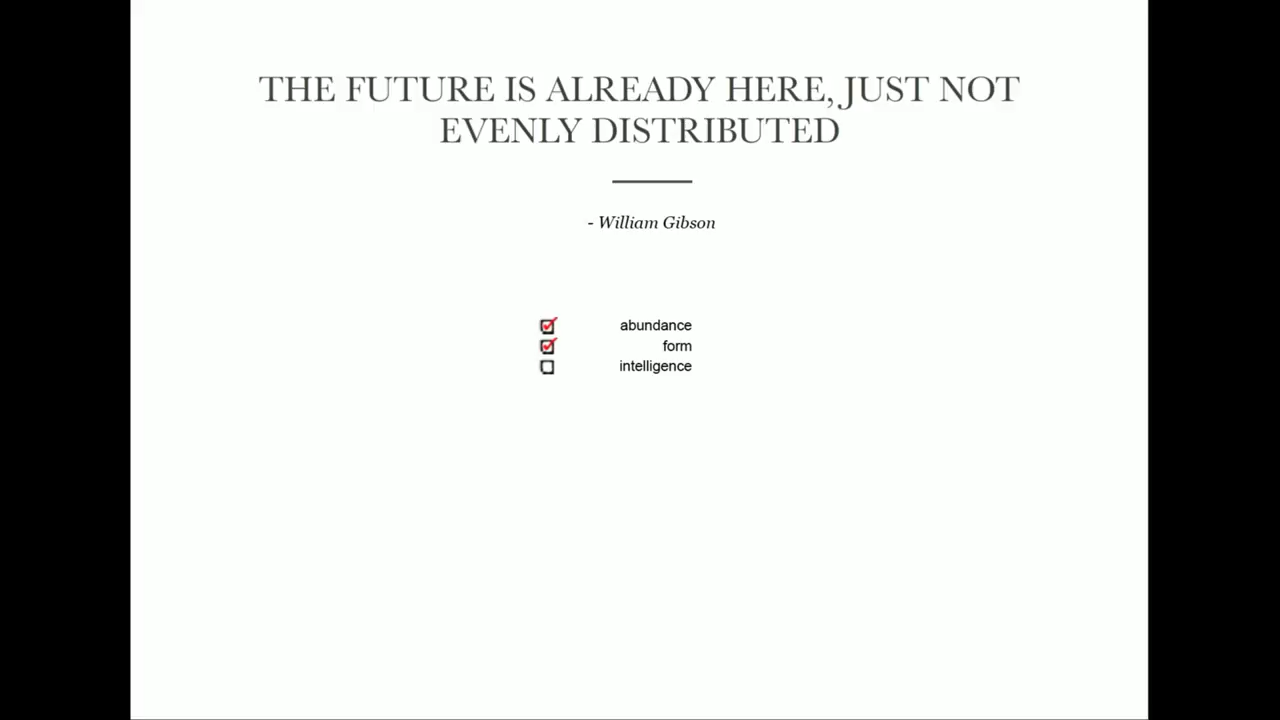 THE FUTURE IS ALREADY HERE, JUST NOT
EVENLY DISTRIBUTED
- William Gibson
abundance
form
intelligence